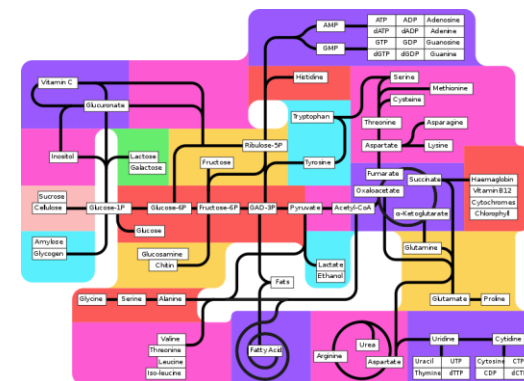 AMP
ATP ADP Adenosine
dATP dADP Adenine
GMP
GTP GDP Guanosine
dGTP dGDP Guanine
Vitamin C
Histidine
Serine
Methionine
Cysteine
Glucuronate
Tryptophan
Threonine
Asparagine
Ribulose-5P
Aspartate
Lysine
Inositol
Lactose
Galactose
Fructose
Tyrosine
Fumarate
Succinate
Haemoglobin
Oxaloacetate
Vitamin B12
Sucrose
Cellulose
Glucose-1P
Glucose-6P
Fructose-6P
GAD-3P
Pyruvate
Acetyl-CoA
α-Ketoglutarate
Cytochromes
Chlorophyll
Glucose
Amylose
Glycogen
Glucosamine
Chitin
Glutamine
Lactate
Ethanol
Fats
Glycine
Serine
Alanine
Glutamate
Proline
Valine
Threonine
Leucine
Iso-leucine
Fatty Acid
Urea
Arginine
Aspartate
Uridine
Cytidine
Uracil UTP
Cytosine CTP
Thymine dTTP
CDP